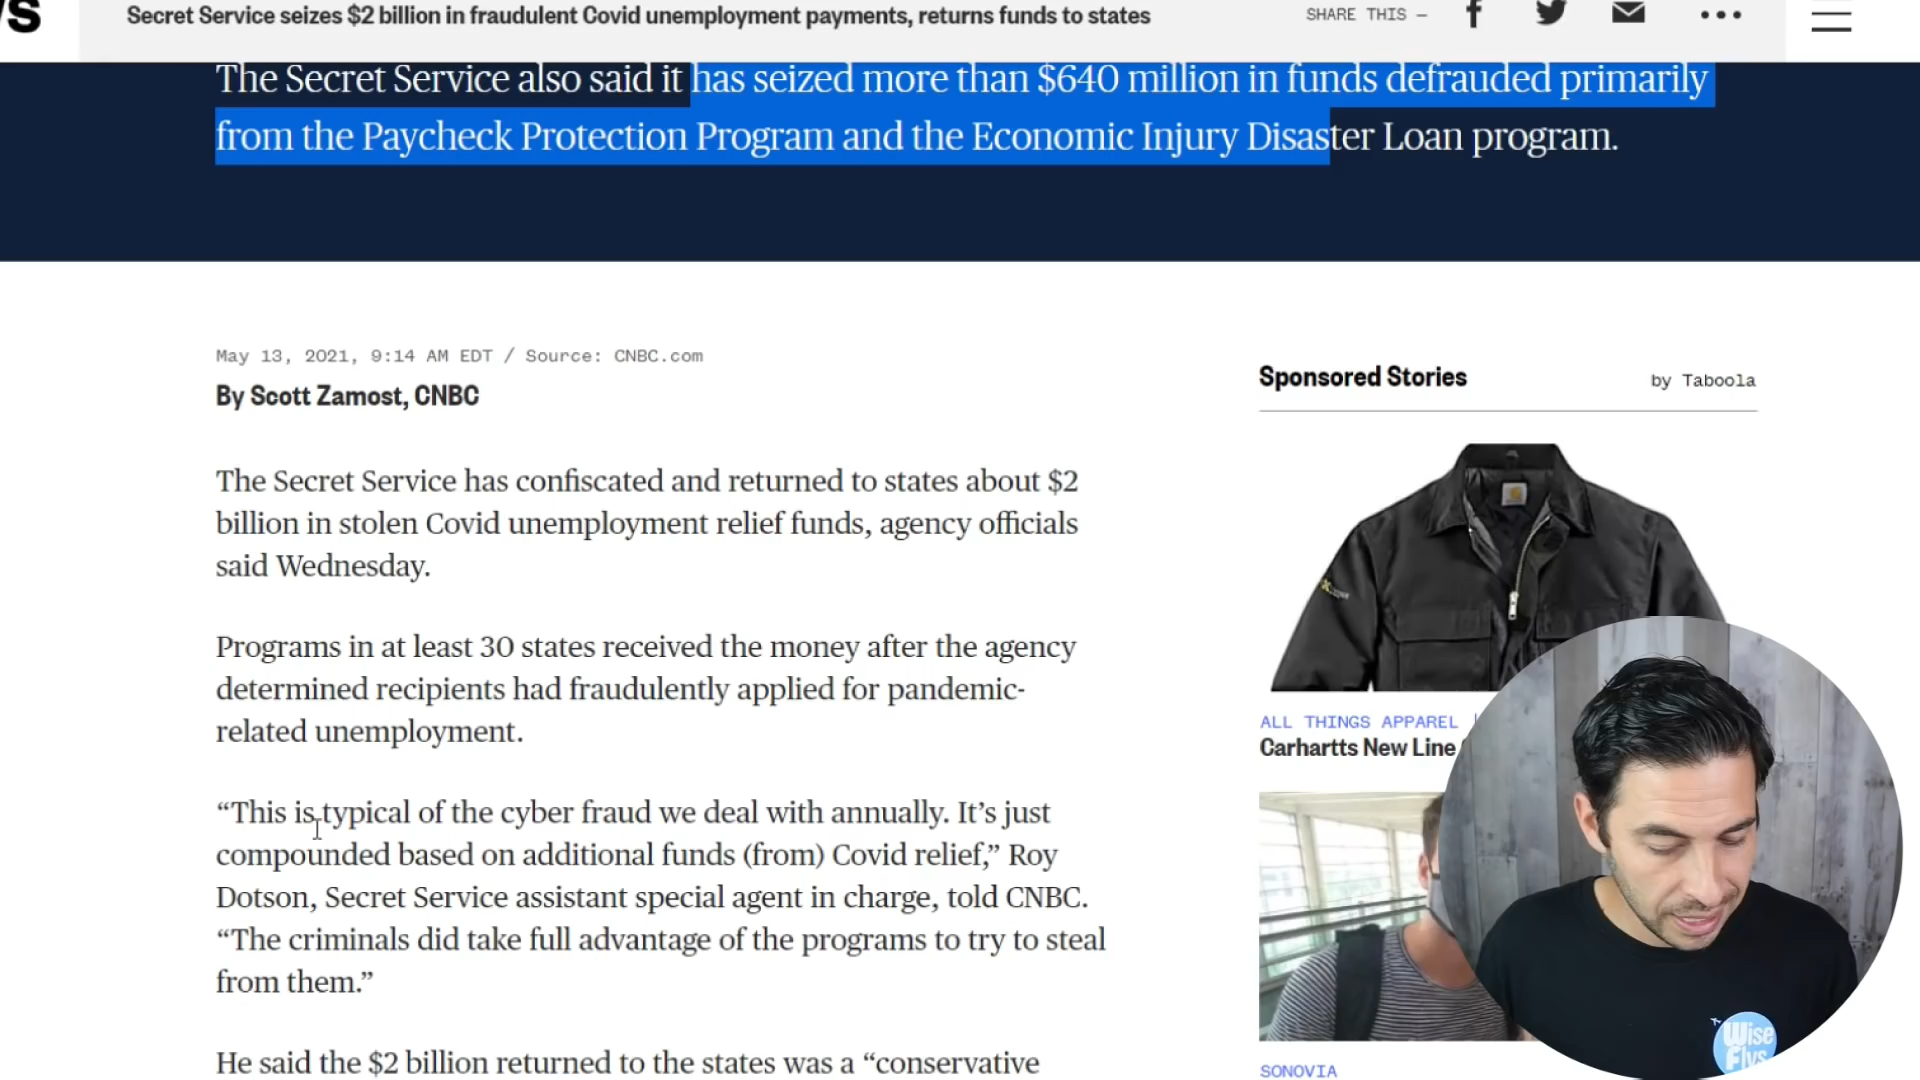 Secret Service seizes $2 billion in fraudulent Covid unemployment payments, returns funds to states
SHARE THIS —
The Secret Service also said it has seized more than $640 million in funds defrauded primarily
from the Paycheck Protection Program and the Economic Injury Disaster Loan program.
May 13, 2021, 9:14 AM EDT / Source: CNBC.com
By Scott Zamost, CNBC
The Secret Service has confiscated and returned to states about $2
billion in stolen Covid unemployment relief funds, agency officials
said Wednesday.
Programs in at least 30 states received the money after the agency
determined recipients had fraudulently applied for pandemic-
related unemployment.
“This is typical of the cyber fraud we deal with annually. It’s just
compounded based on additional funds (from) Covid relief,” Roy
Dotson, Secret Service assistant special agent in charge, told CNBC.
“The criminals did take full advantage of the programs to try to steal
from them.”
He said the $2 billion returned to the states was a “conservative
Sponsored Stories
by Taboola
ALL THINGS APPAREL |
Carhartts New Line
SONOVIA
Wise
Flys